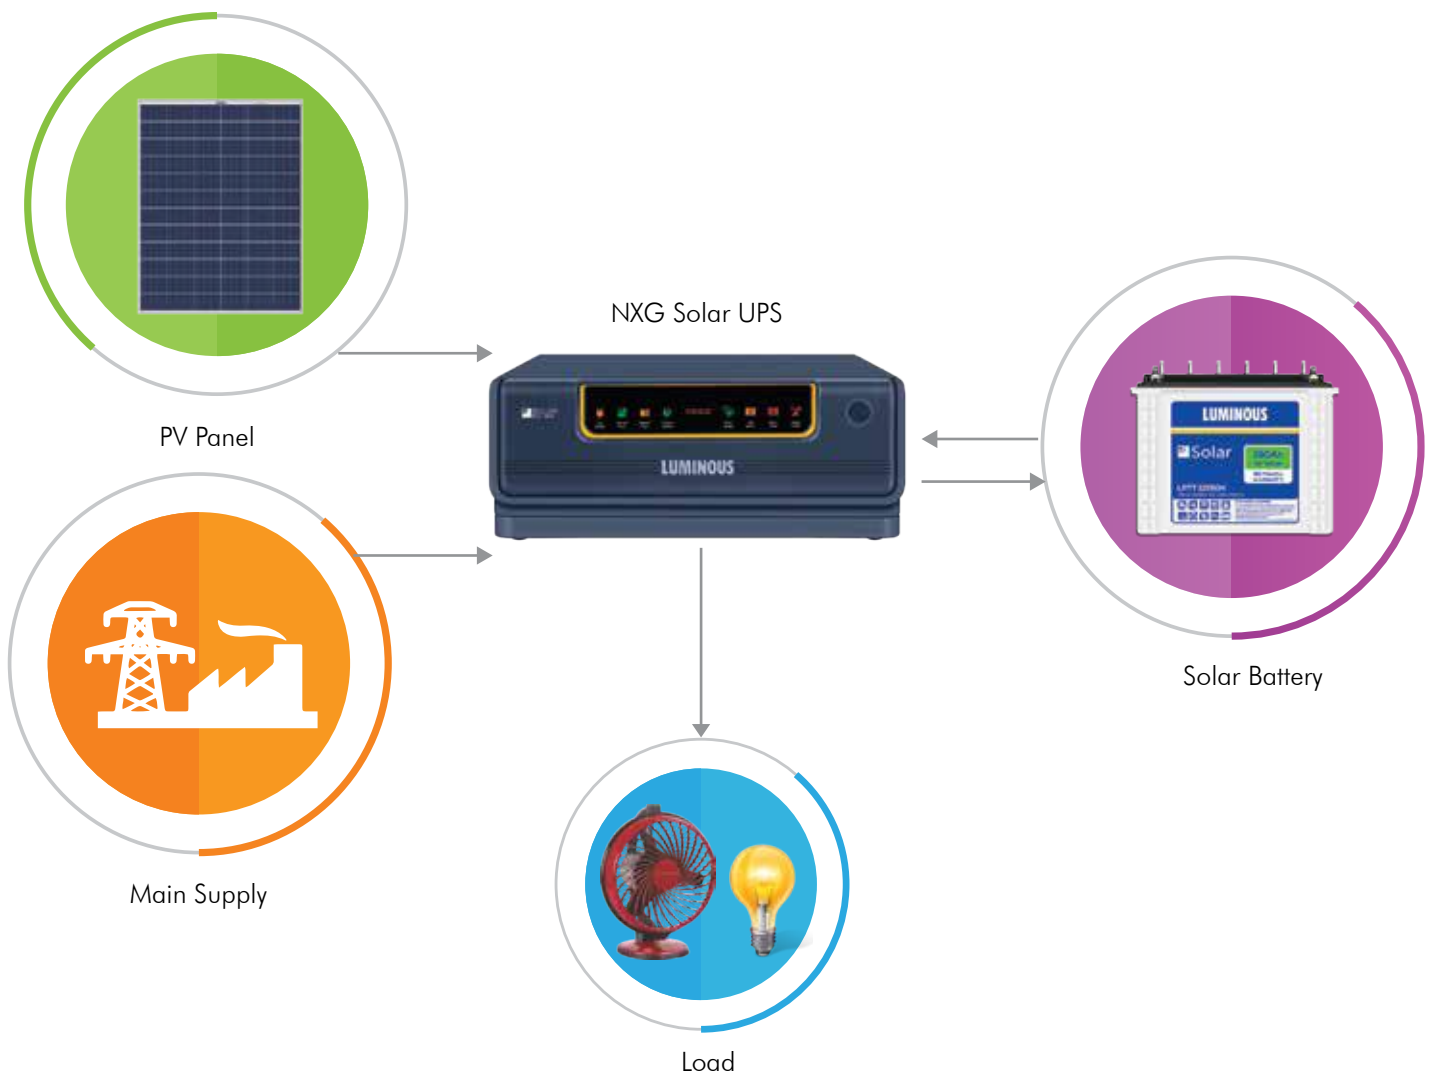 NXG Solar UPS
PV Panel
LUMINOUS
LUMINOUS
Solar
Solar Battery
Main Supply
Load